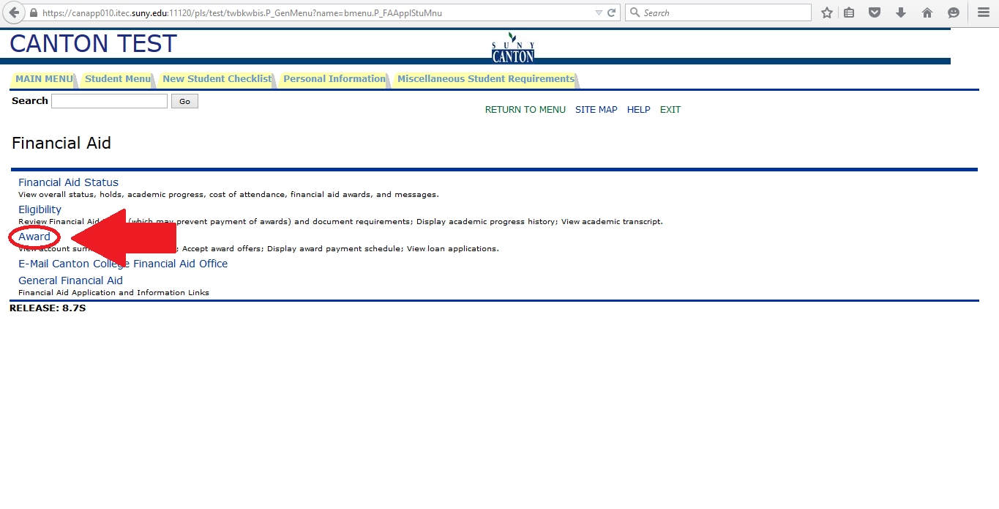 https://canapp010.itec.suny.edu:11120/pls/test/twbkwbis.P_GenMenu?name=bmenu.P_FAApplStuMnu
Search
CANTON TEST
SUNY
CANTON
MAIN MENU Student Menu New Student Checklist Personal Information Miscellaneous Student Requirements
Search Go
RETURN TO MENU SITE MAP HELP EXIT
Financial Aid
Financial Aid Status
View overall status, holds, academic progress, cost of attendance, financial aid awards, and messages.
Eligibility
Review Financial Aid (which may prevent payment of awards) and document requirements; Display academic progress history; View academic transcript.
Award
View account ; Accept award offers; Display award payment schedule; View loan applications.
E-Mail Canton College Financial Aid Office
General Financial Aid
Financial Aid Application and Information Links
RELEASE: 8.7S